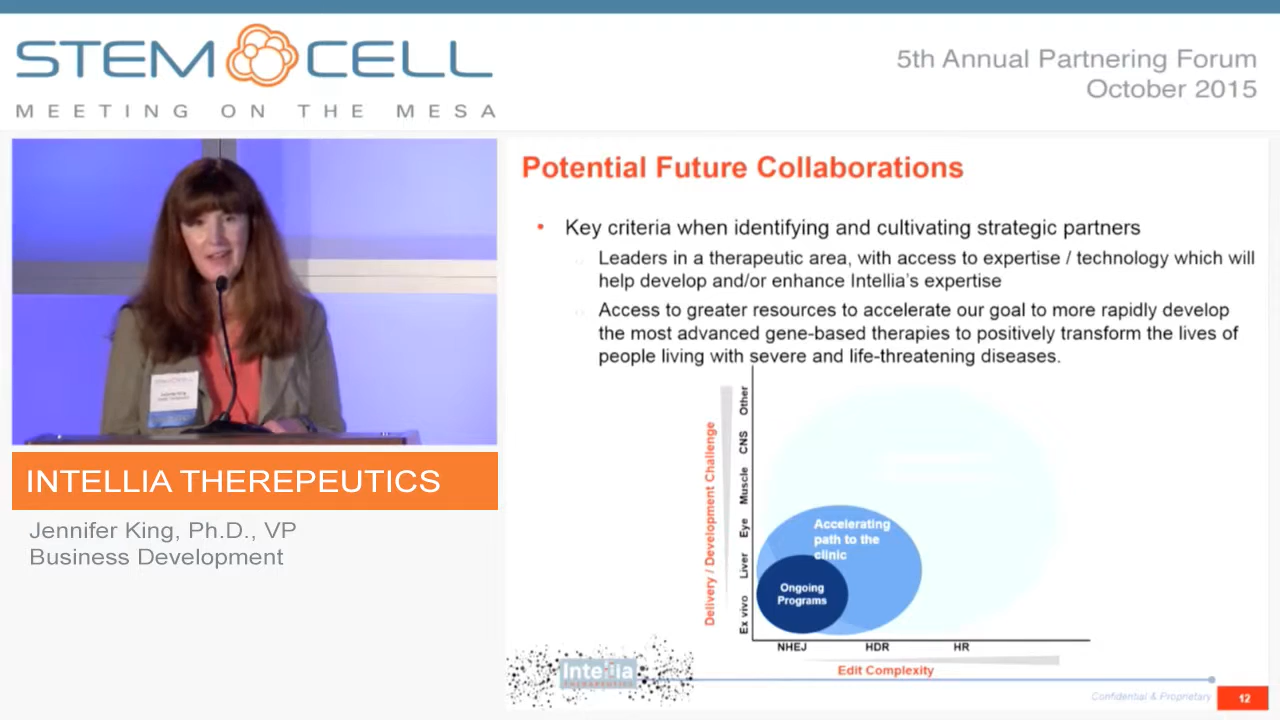 STEM CELL
MEETING ON THE MESA
5th Annual Partnering Forum
October 2015
INTELLIA THEREPEUTICS
Jennifer King, Ph.D., VP
Business Development
Potential Future Collaborations
• Key criteria when identifying and cultivating strategic partners
Leaders in a therapeutic area, with access to expertise / technology which will
help develop and/or enhance Intellia's expertise
Access to greater resources to accelerate our goal to more rapidly develop
the most advanced gene-based therapies to positively transform the lives of
people living with severe and life-threatening diseases.
Delivery / Development Challenge
Other
CNS
Muscle
Eye
Liver
Ex vivo
Accelerating
path to the
clinic
Ongoing
Programs
NHEJ HDR HR
Edit Complexity
Intellia
THERAPEUTICS
Confidential & Proprietary
12